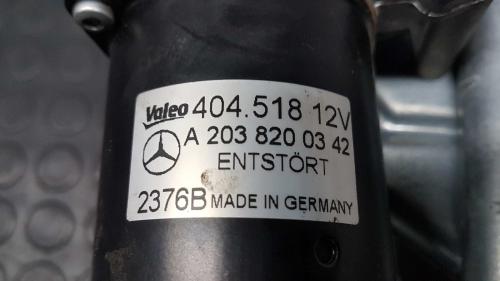 Valeo 404.518 12V
A 203 820 03 42
ENTSTÖRT
2376B MADE IN GERMANY